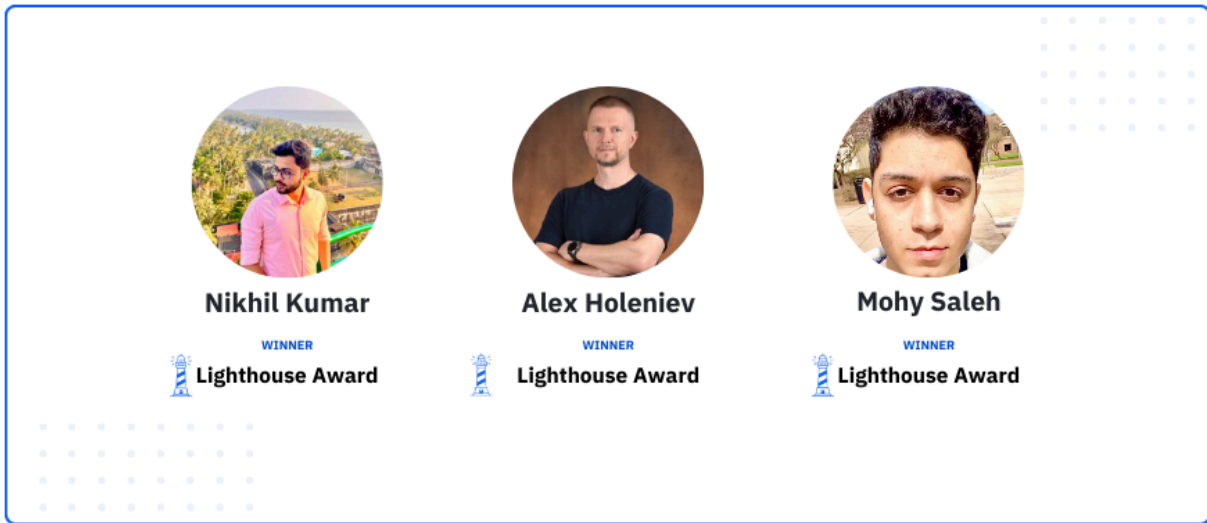 Nikhil Kumar
WINNER
Lighthouse Award
Alex Holeniev
WINNER
Lighthouse Award
Mohy Saleh
WINNER
Lighthouse Award